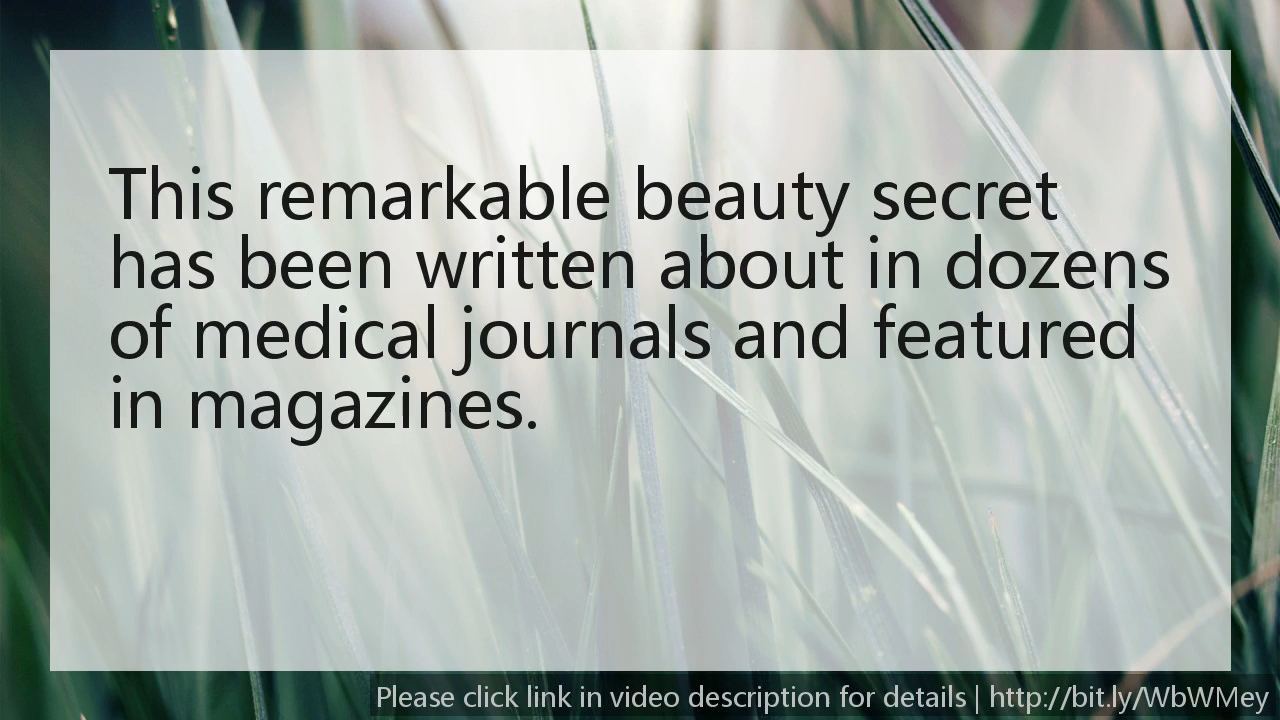 This remarkable beauty secret
has been written about in dozens
of medical journals and featured
in magazines.
Please click link in video description for details | http://bit.ly/WbWMey